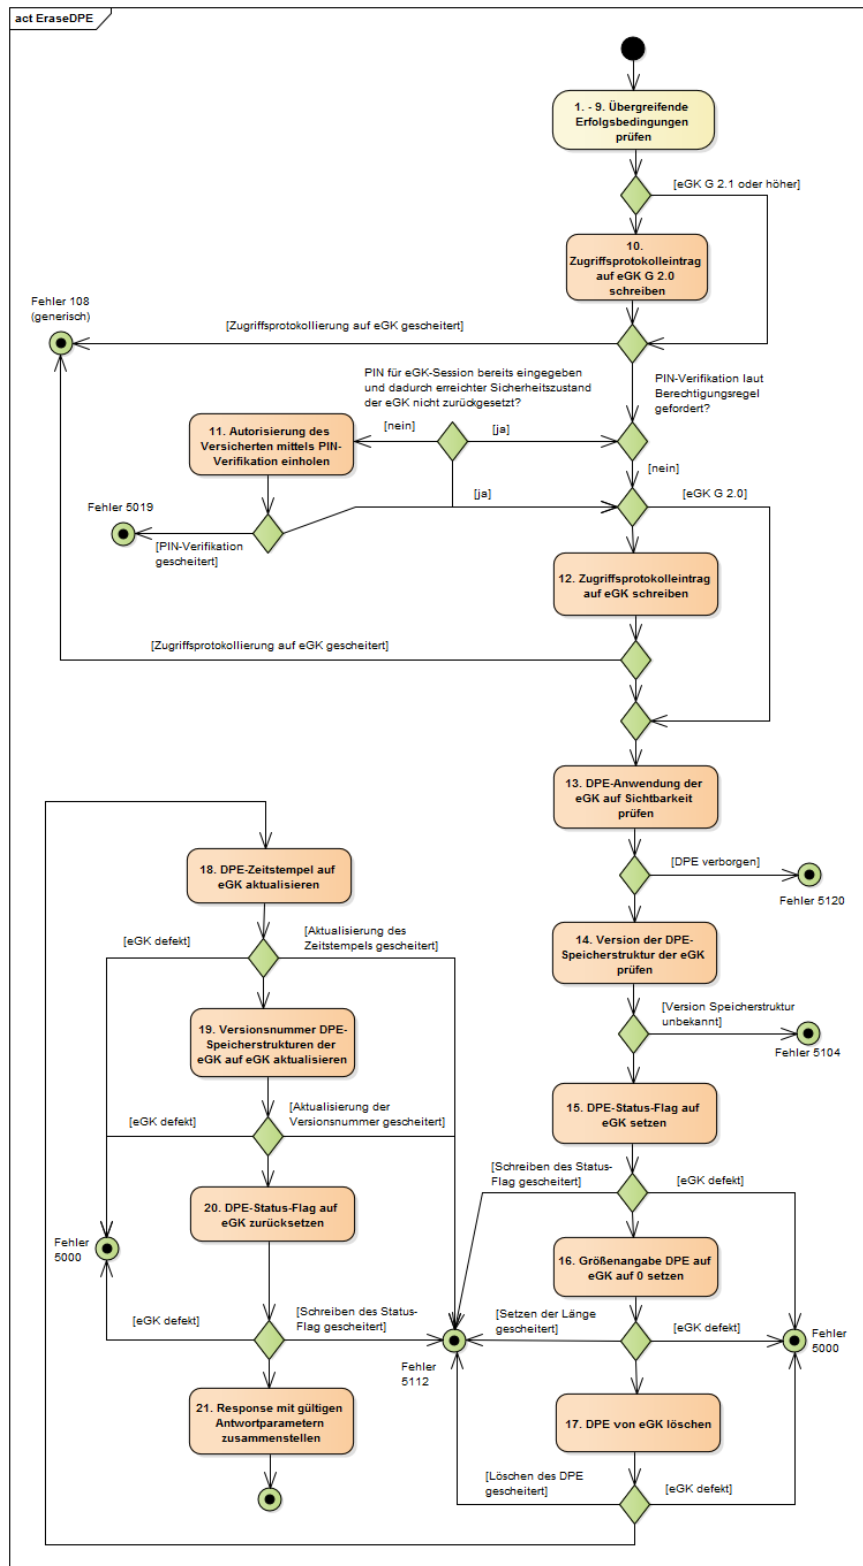 act EraseDPE
1. - 9. Übergreifende
Erfolgsbedingungen
prüfen
[eGK G 2.1 oder höher]
10.
Zugriffsprotokolleintrag
auf eGK G 2.0
schreiben
Fehler 108
(generisch)
[Zugriffsprotokollierung auf eGK gescheitert]
PIN für eGK-Session bereits eingegeben
und dadurch erreichter Sicherheitszustand
der eGK nicht zurückgesetzt?
PIN-Verifikation laut
Berechtigungsregel
gefordert?
11. Autorisierung des
Versicherten mittels PIN-
Verifikation einholen
[nein]
[ja]
[nein]
Fehler 5019
[ja]
[eGK G 2.0]
[PIN-Verifikation
gescheitert]
12. Zugriffsprotokolleintrag
auf eGK schreiben
[Zugriffsprotokollierung auf eGK gescheitert]
13. DPE-Anwendung der
eGK auf Sichtbarkeit
prüfen
[DPE verborgen]
Fehler 5120
14. Version der DPE-
Speicherstruktur der eGK
prüfen
[Version Speicherstruktur
unbekannt]
Fehler 5104
15. DPE-Status-Flag auf
eGK setzen
[Schreiben des Status-
Flag gescheitert]
[eGK defekt]
16. Größenangabe DPE auf
eGK auf 0 setzen
[Setzen der Länge
gescheitert]
[eGK defekt]
Fehler
5000
Fehler
5112
17. DPE von eGK löschen
[Löschen des DPE
gescheitert]
[eGK defekt]
18. DPE-Zeitstempel auf
eGK aktualisieren
[eGK defekt]
[Aktualisierung des
Zeitstempels gescheitert]
19. Versionsnummer DPE-
Speicherstrukturen der
eGK auf eGK aktualisieren
[eGK defekt]
[Aktualisierung der
Versionsnummer gescheitert]
20. DPE-Status-Flag auf
eGK zurücksetzen
Fehler
5000
[eGK defekt]
[Schreiben des Status-
Flag gescheitert]
21. Response mit gültigen
Antwortparametern
zusammenstellen